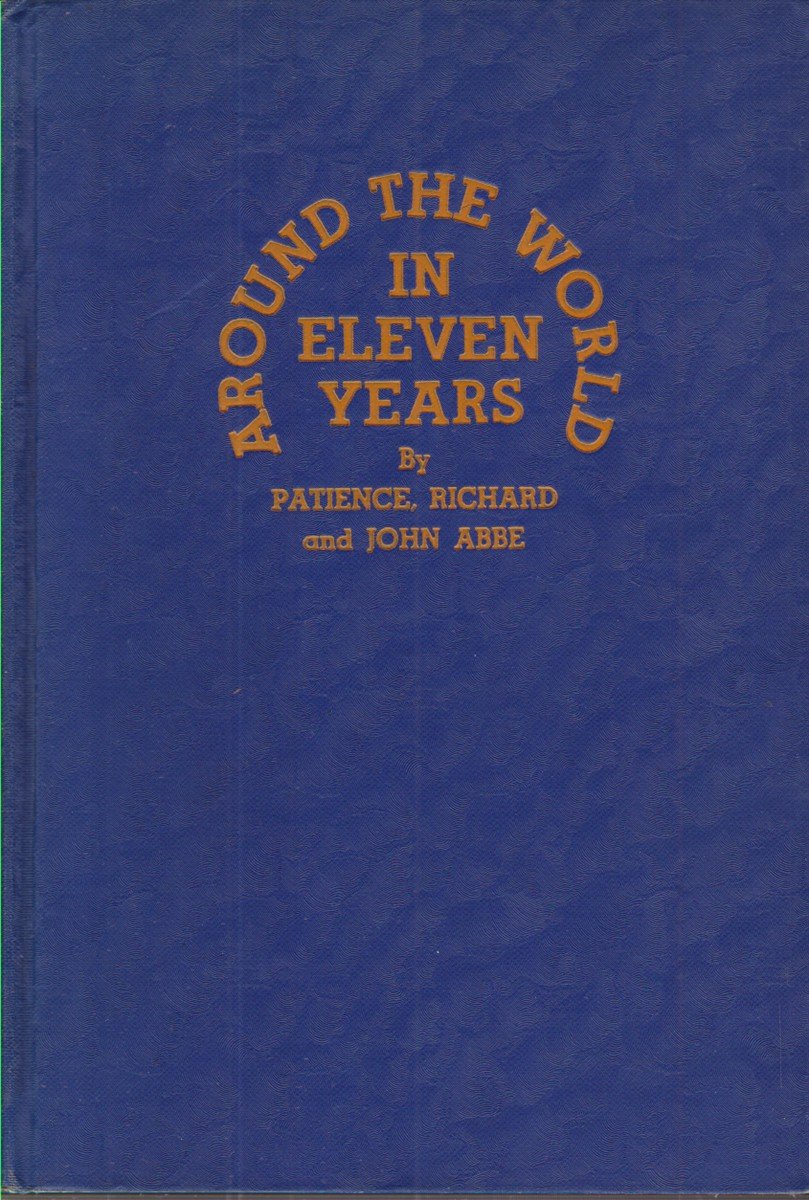 AROUND THE WORLD
IN
ELEVEN
YEARS
By
PATIENCE, RICHARD
and JOHN ABBE